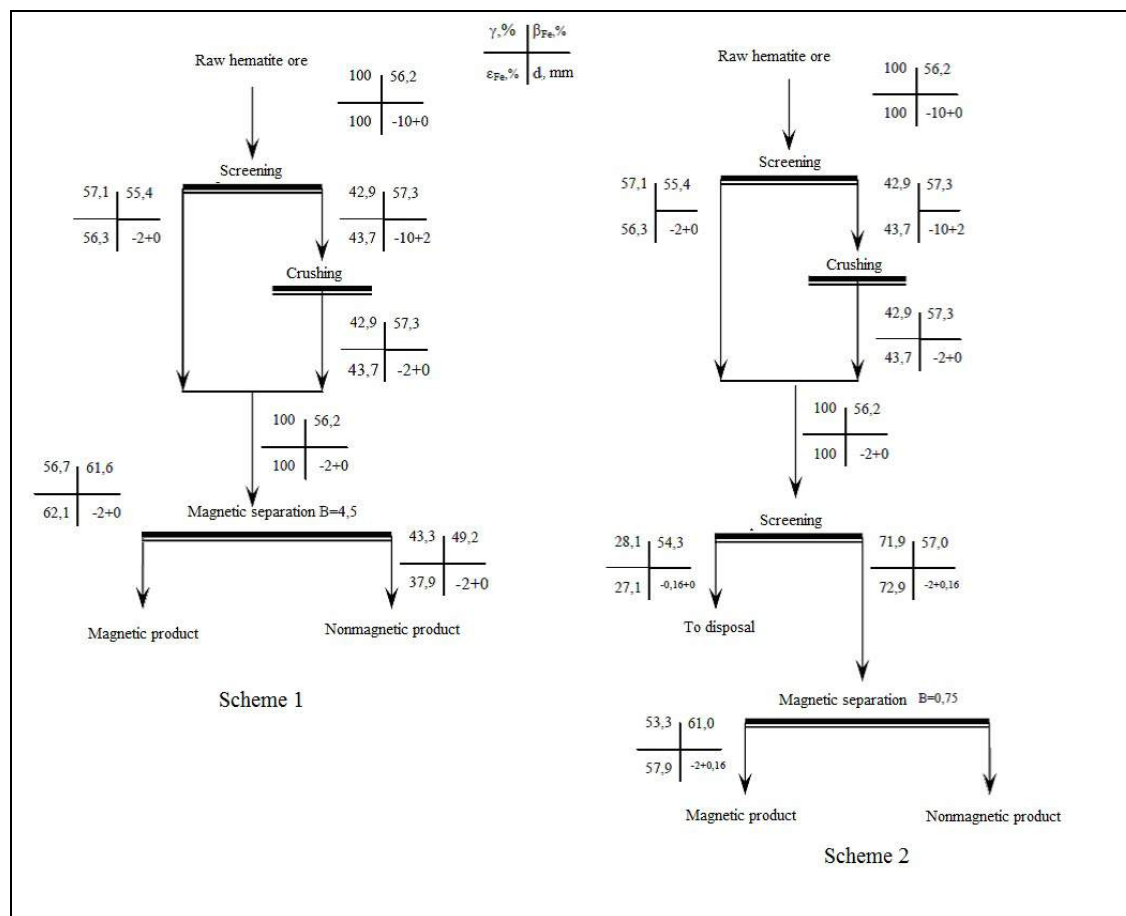 γ,% βFe,%
εFe,% d, mm
Raw hematite ore
100 56,2
100 -10+0
Screening
57,1 55,4
56,3 -2+0
42,9 57,3
43,7 -10+2
Crushing
42,9 57,3
43,7 -2+0
100 56,2
100 -2+0
56,7 61,6
62,1 -2+0
Magnetic separation B=4,5
43,3 49,2
37,9 -2+0
Magnetic product
Nonmagnetic product
Scheme 1
Raw hematite ore
100 56,2
100 -10+0
Screening
57,1 55,4
56,3 -2+0
42,9 57,3
43,7 -10+2
Crushing
42,9 57,3
43,7 -2+0
100 56,2
100 -2+0
Screening
28,1 54,3
27,1 -0,16+0
71,9 57,0
72,9 -2+0,16
To disposal
Magnetic separation B=0,75
53,3 61,0
57,9 -2+0,16
Magnetic product
Nonmagnetic product
Scheme 2